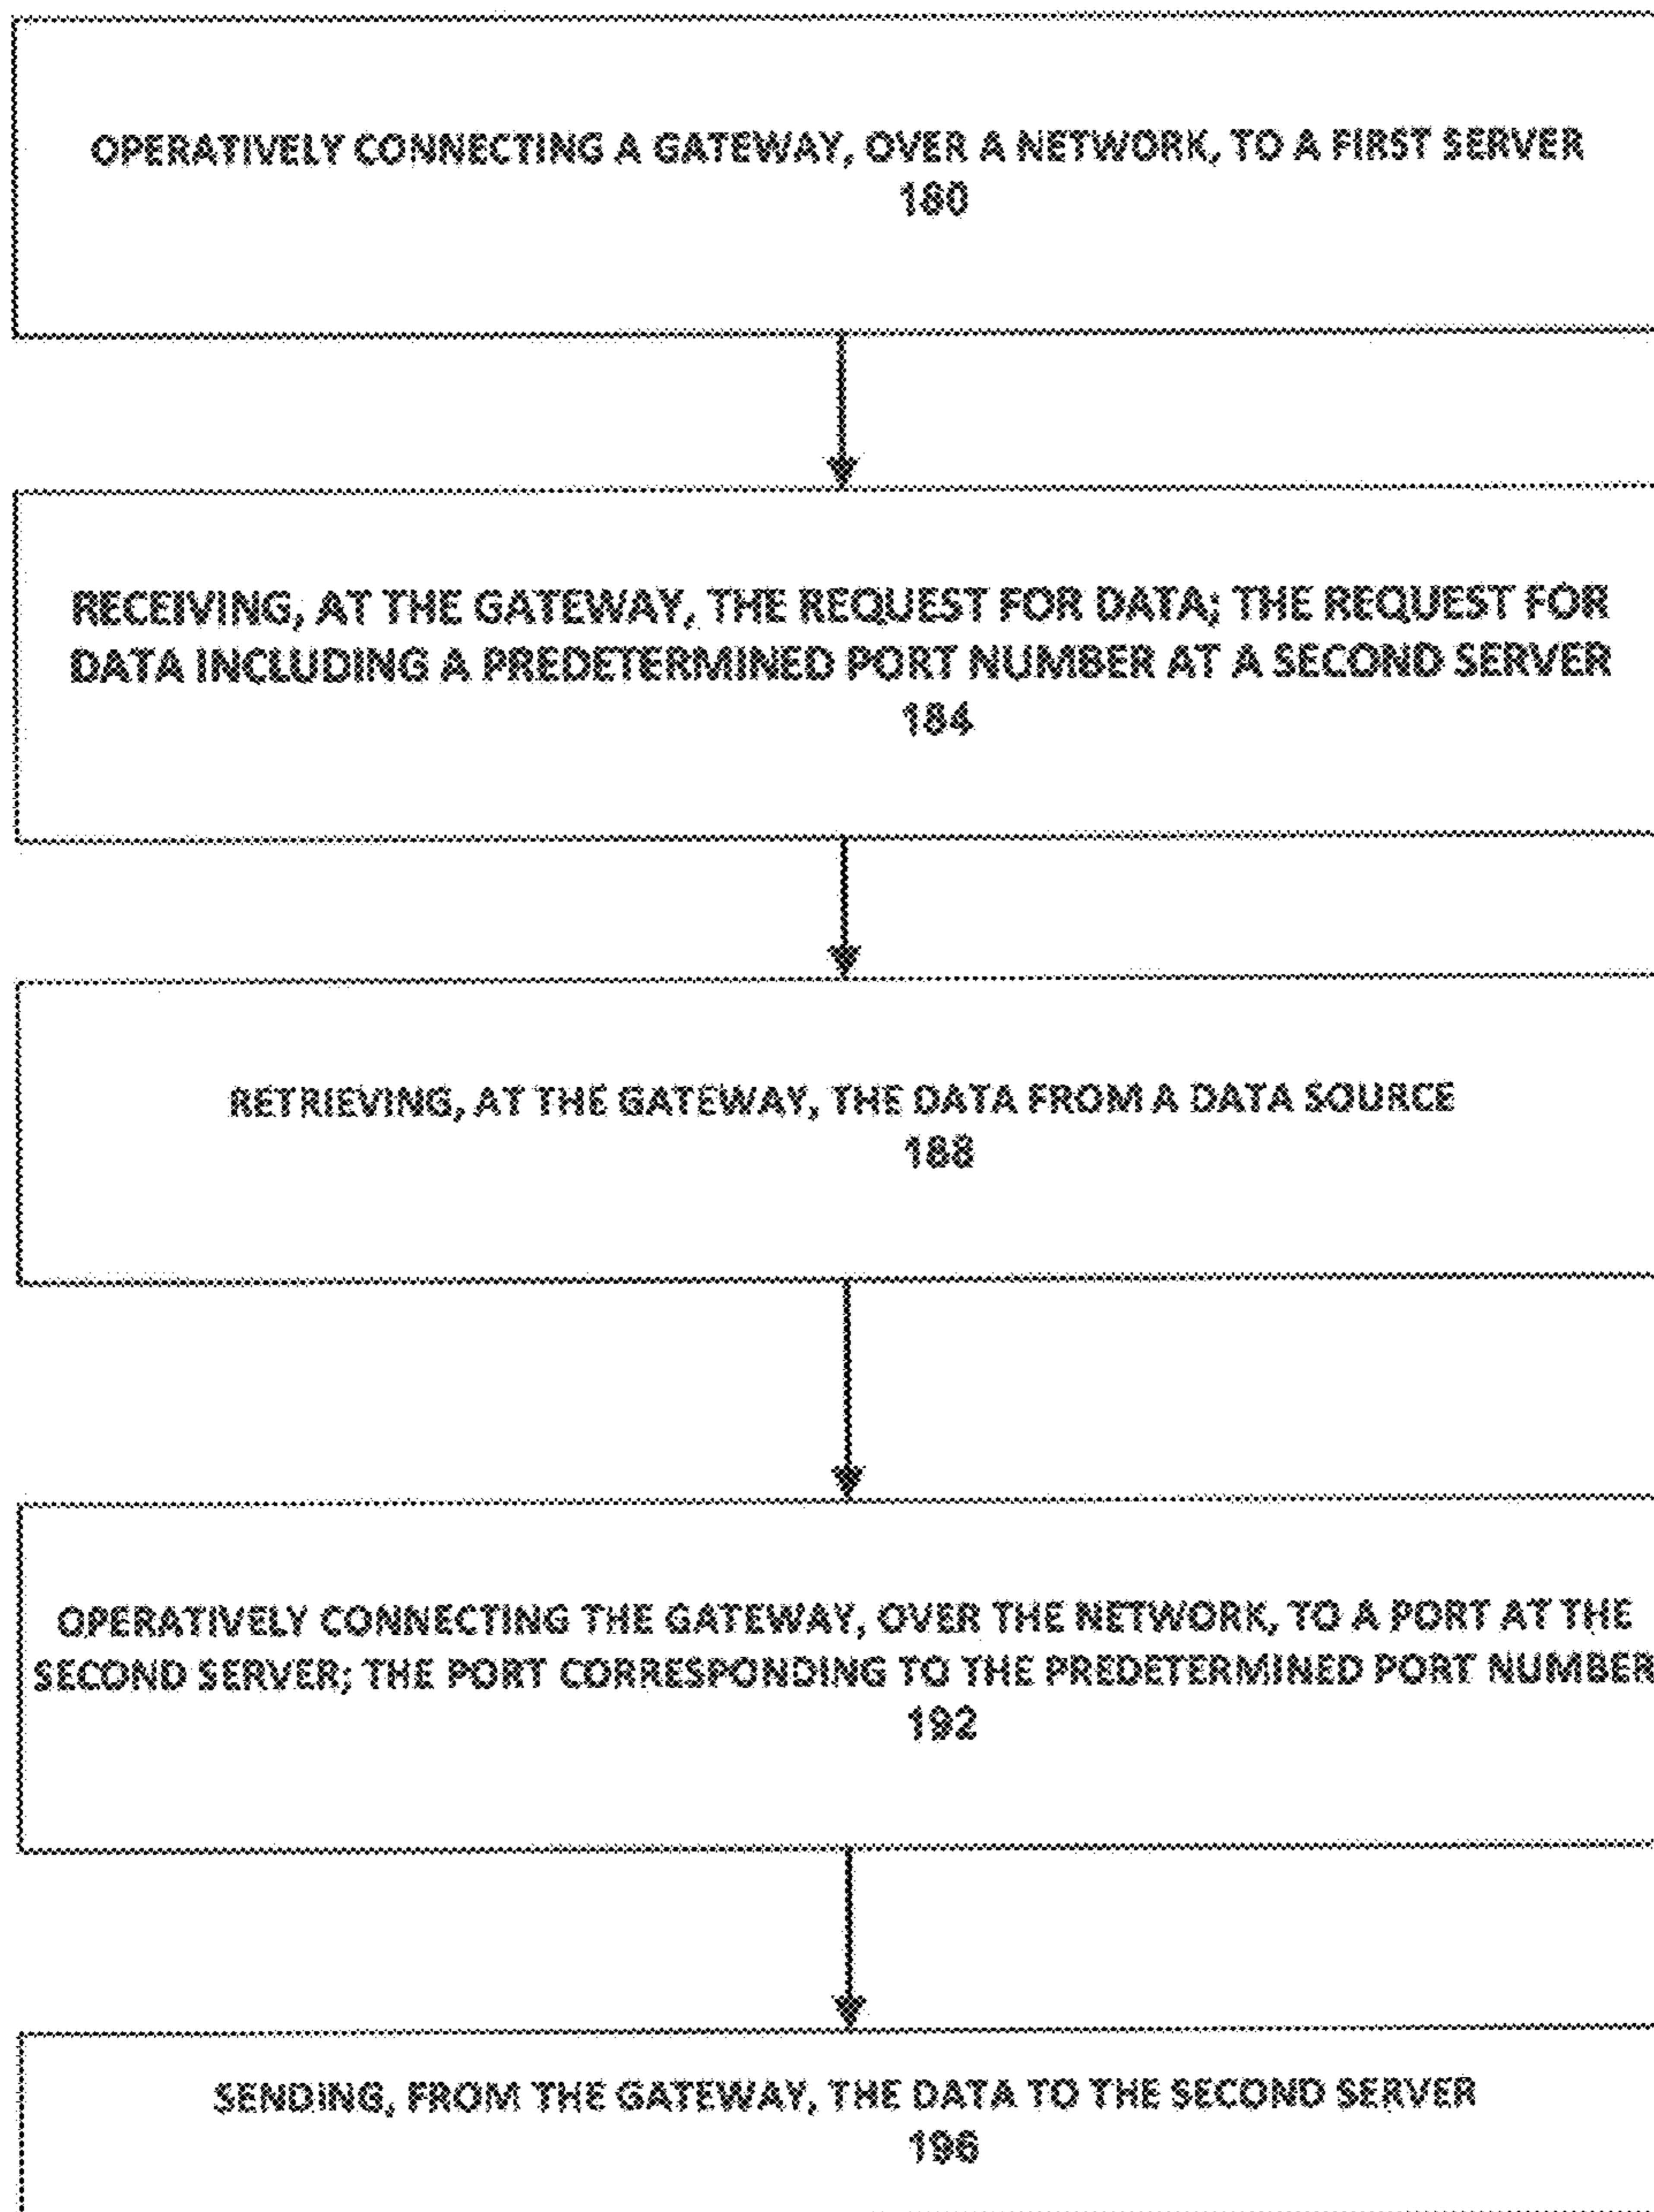 OPERATIVELY CONNECTING A GATEWAY, OVER A NETWORK, TO A FIRST SERVER
180
RECEIVING, AT THE GATEWAY, THE REQUEST FOR DATA; THE REQUEST FOR
DATA INCLUDING A PREDETERMINED PORT NUMBER AT A SECOND SERVER
184
RETRIEVING, AT THE GATEWAY, THE DATA FROM A DATA SOURCE
188
OPERATIVELY CONNECTING THE GATEWAY, OVER THE NETWORK, TO A PORT AT THE
SECOND SERVER; THE PORT CORRESPONDING TO THE PREDETERMINED PORT NUMBER
192
SENDING, FROM THE GATEWAY, THE DATA TO THE SECOND SERVER
196